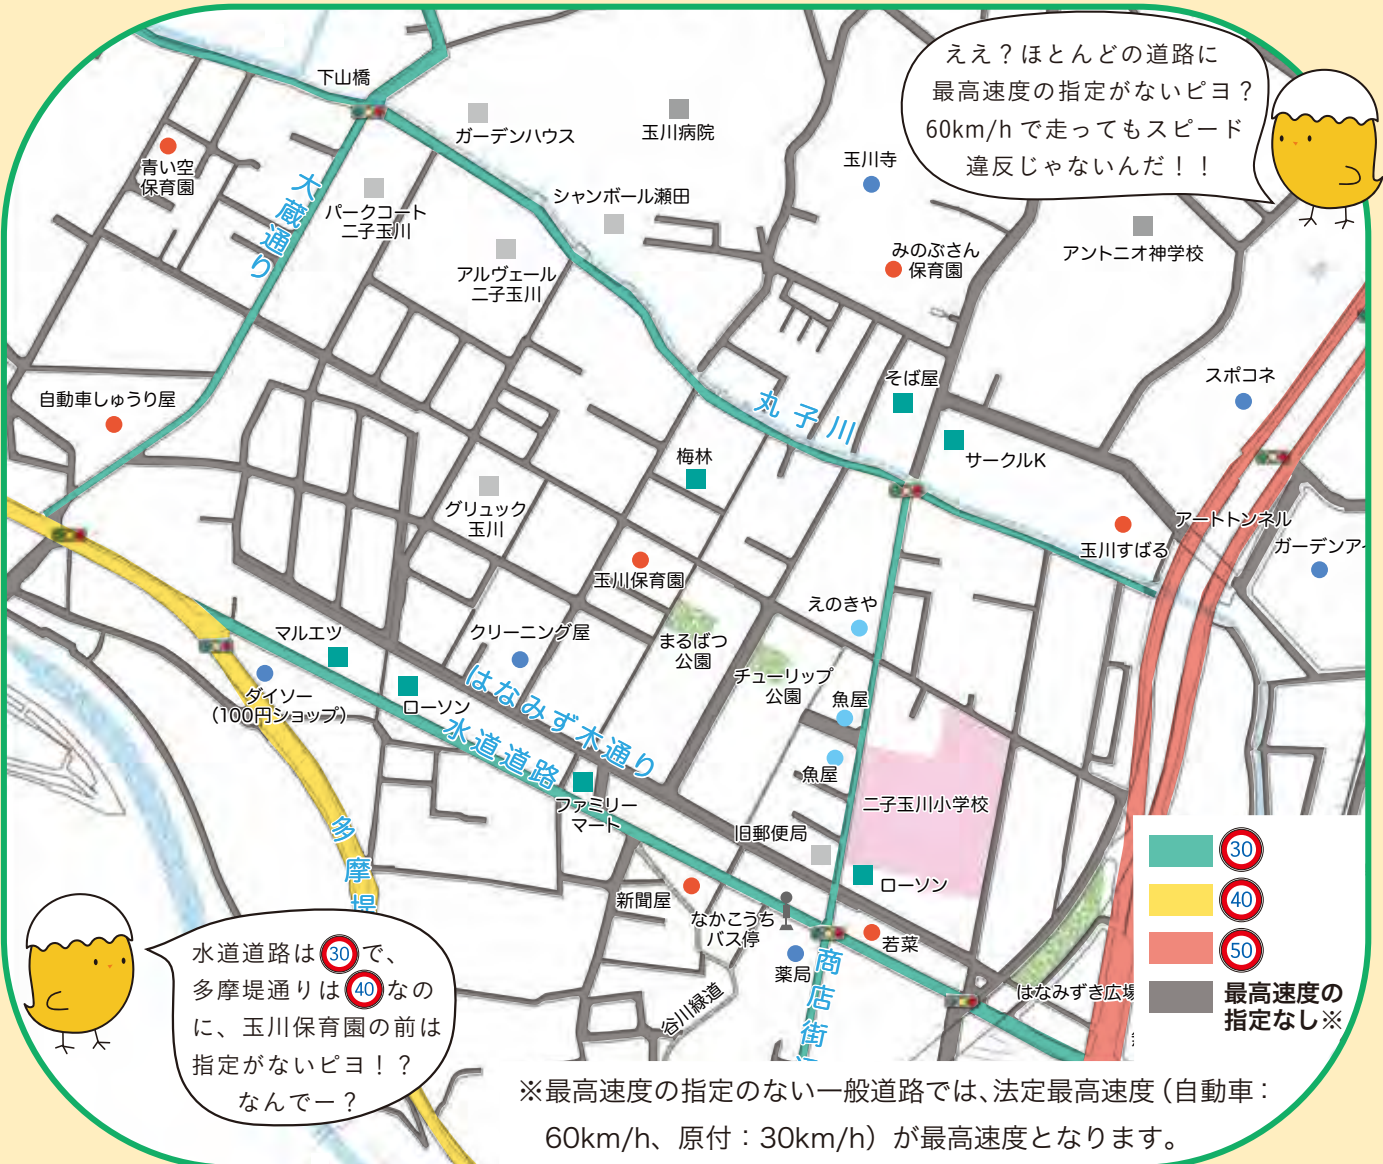 ええ？ほとんどの道路に
最高速度の指定がないピヨ？
60km/hで走ってもスピード
違反じゃないんだ！！
下山橋
ガーデンハウス
玉川病院
玉川寺
青い空
保育園
大蔵通り
パークコート
二子玉川
シャンボール瀬田
アルヴェール
二子玉川
みのぶさん
保育園
アントニオ神学校
自動車しゅうり屋
そば屋
スポコネ
丸子川
サークルK
梅林
グリュック
玉川
アートトンネル
玉川すばる
ガーデンア
玉川保育園
えのきや
マルエツ
クリーニング屋
まるばつ
公園
チューリップ
公園
ダイソー
（100円ショップ）
ローソン
はなみず木通り
水道道路
魚屋
魚屋
ファミリー
マート
二子玉川小学校
旧郵便局
多摩堤
ローソン
新聞屋
なかこうち
バス停
若菜
薬局
商店街
谷川緑道
はなみずき広場
30
40
50
最高速度の
指定なし※
水道道路は30で、
多摩堤通りは40なの
に、玉川保育園の前は
指定がないピヨ！？
なんでー？
※最高速度の指定のない一般道路では、法定最高速度（自動車：
60km/h、原付：30km/h）が最高速度となります。